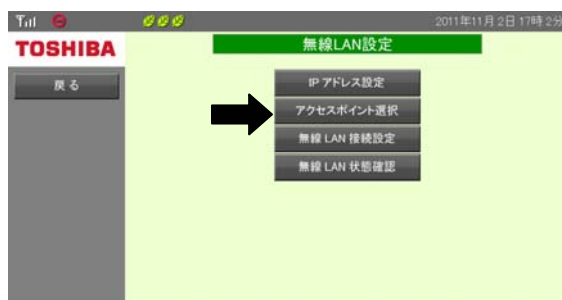 2011年11月 2日 17時 2分
TOSHIBA
無線LAN設定
戻る
IP アドレス設定
アクセスポイント選択
無線 LAN 接続設定
無線 LAN 状態確認